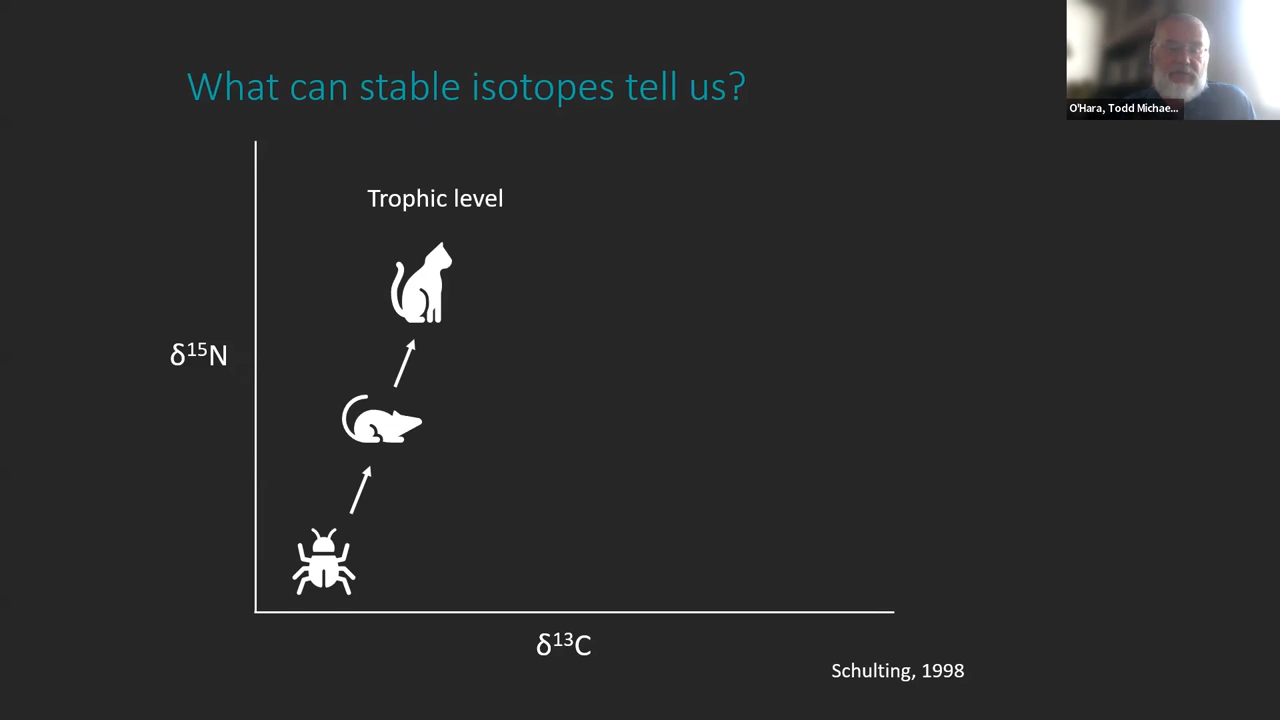 What can stable isotopes tell us?
O'Hara, Todd Michae...
Trophic level
δ¹⁵N
δ¹³C
Schulting, 1998